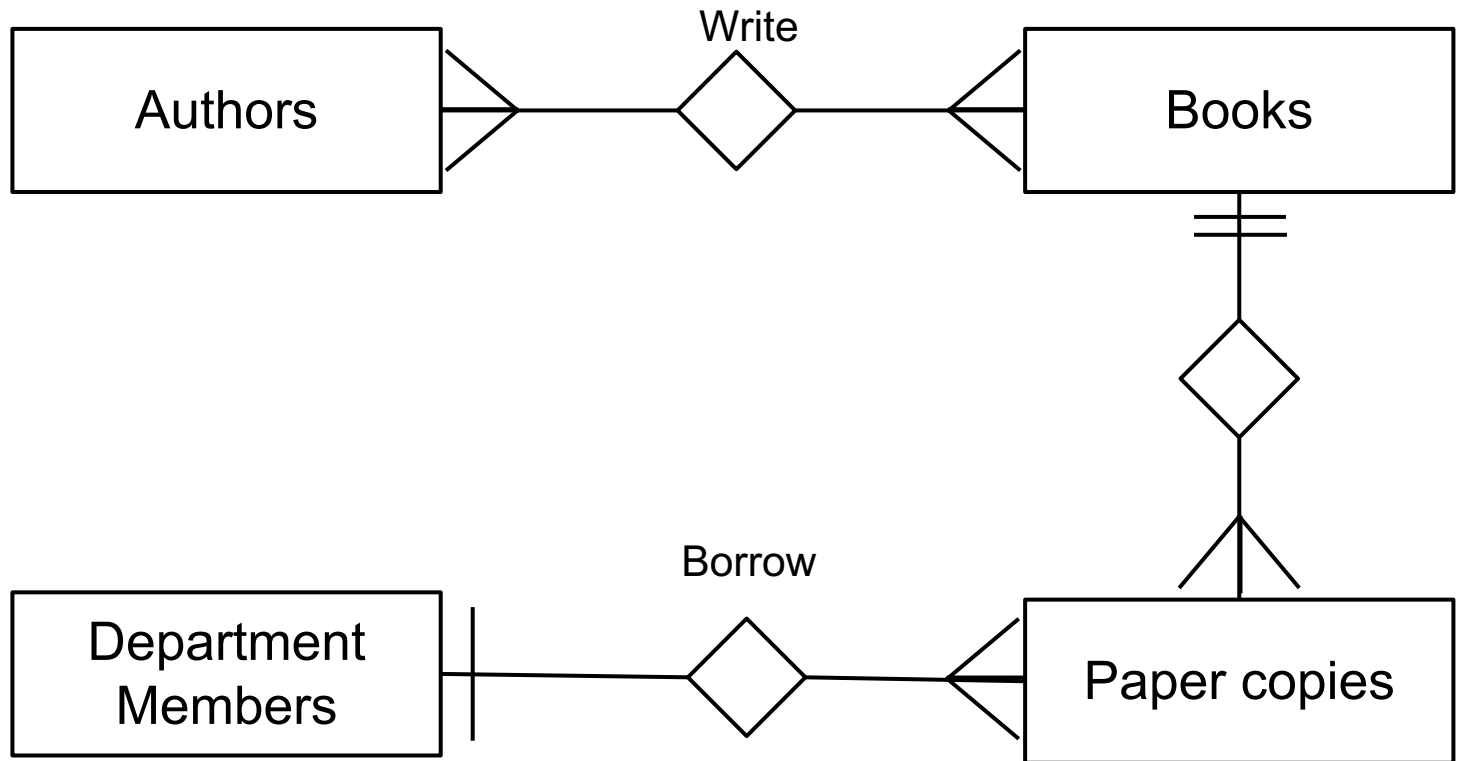 Write
Authors
Books
Borrow
Department
Members
Paper copies